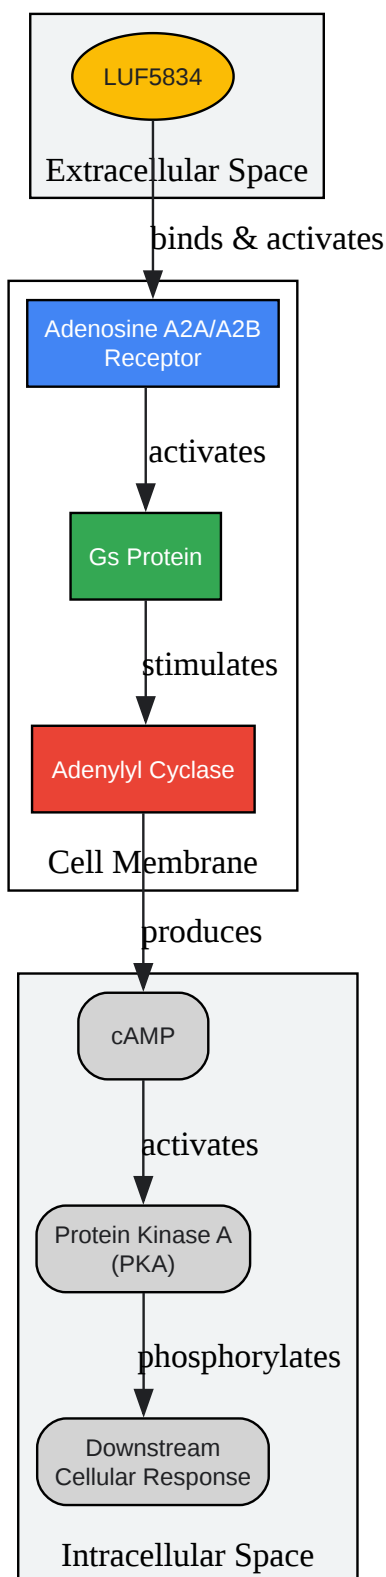 LUF5834
Extracellular Space
binds & activates
Adenosine A2A/A2B
Receptor
activates
Gs Protein
stimulates
Adenylyl Cyclase
Cell Membrane
produces
cAMP
activates
Protein Kinase A
(PKA)
phosphorylates
Downstream
Cellular Response
Intracellular Space